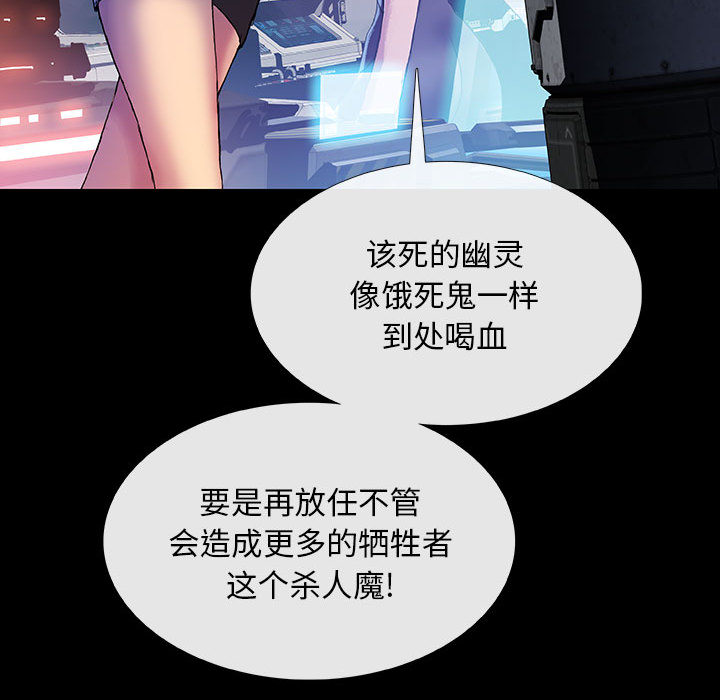 该死的幽灵
像饿死鬼一样
到处喝血
要是再放任不管
会造成更多的牺牲者
这个杀人魔!